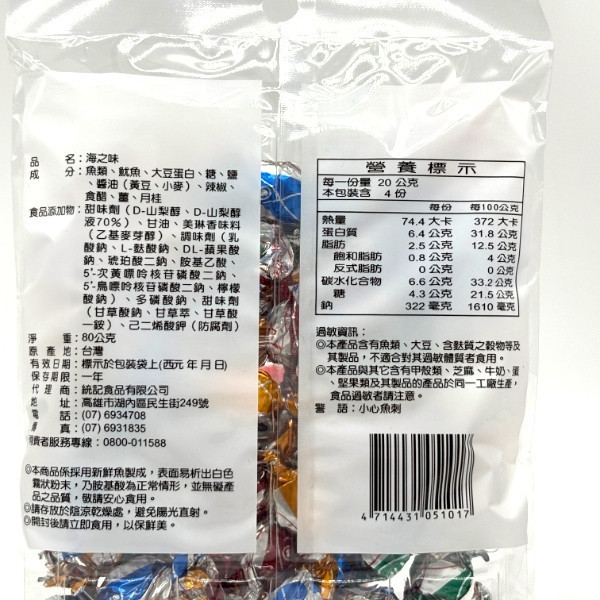 品　　名：海之味
成　　分：魚類、魷魚、大豆蛋白、糖、鹽
、醬油（黃豆、小麥）、辣椒、
食醋、薑、月桂
食品添加物：甜味劑（D-山梨醇、D-山梨醇
液70%）、甘油、美琳香味料
（乙基麥芽醇）、調味劑（乳
酸鈉、L-麩酸鈉、DL-蘋果酸
鈉、琥珀酸二鈉、胺基乙酸、
5'-次黃嘌呤核苷磷酸二鈉、
5'-鳥嘌呤核苷磷酸二鈉、檸檬
酸鈉）、多磷酸鈉、甜味劑
（甘草酸鈉、甘草萃、甘草酸
一銨）、己二烯酸鉀（防腐劑）
淨　　重：80公克
原 產 地：台灣
有效日期：標示於包裝袋上(西元 年月日)
保存期限：一年
代 理 商：統記食品有限公司
地　　址：高雄市湖內區民生街249號
電　　話：(07) 6934708
傳　　真：(07) 6931835
消費者服務專線：0800-011588
◎本商品係採用新鮮魚製成，表面易析出白色
霧狀粉末，乃胺基酸為正常情形，並無礙產
品之品質，敬請安心食用。
◎請存放於陰涼乾燥處，避免陽光直射。
◎開封後請立即食用，以保鮮美。
營養標示
每一份量 20 公克
本包裝含 4 份
每份　每100公克
熱量　74.4 大卡　372 大卡
蛋白質　6.4 公克　31.8 公克
脂肪　2.5 公克　12.5 公克
飽和脂肪　0.8 公克　4 公克
反式脂肪　0 公克　0 公克
碳水化合物　6.6 公克　33.2 公克
糖　4.3 公克　21.5 公克
鈉　322 毫克　1610 毫克
過敏資訊：
◎本產品含有魚類、大豆、含麩質之穀物等及
其製品，不適合對其過敏體質者食用。
◎本產品與其它含有甲殼類、芝麻、牛奶、蛋
、堅果類及其製品的產品於同一工廠生產，
食品過敏者請注意。
警　語：小心魚刺
4 714431 051017